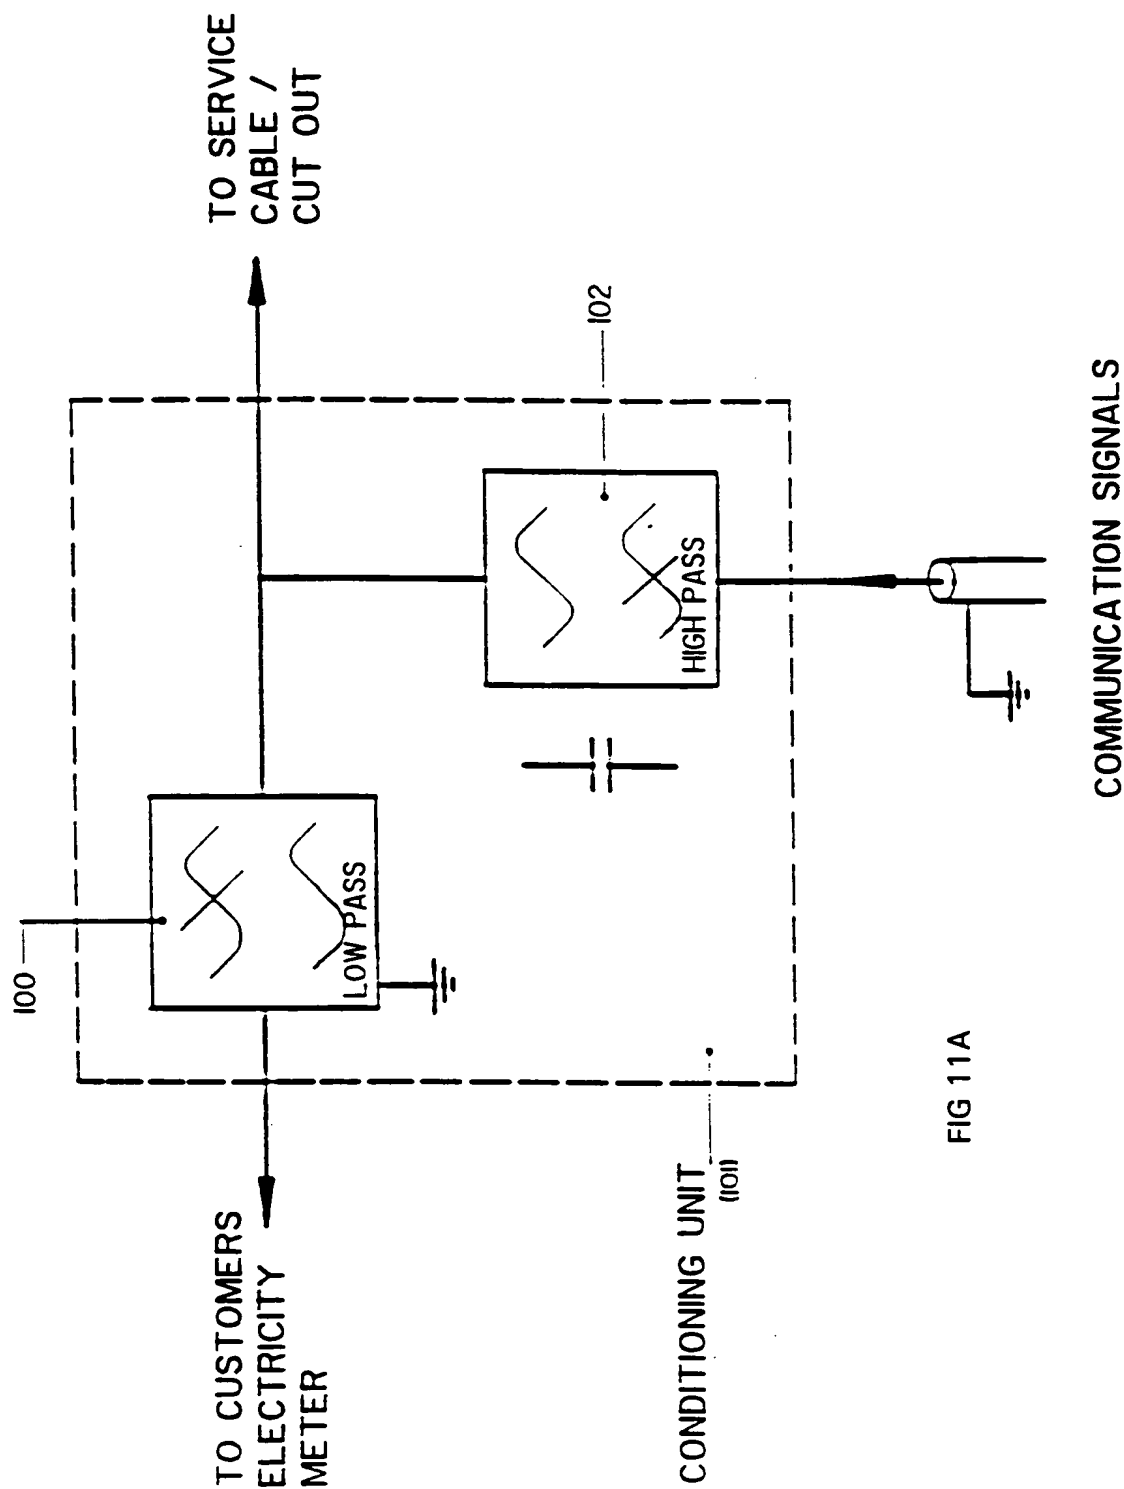 TO SERVICE
CABLE /
CUT OUT
102
100
LOW PASS
HIGH PASS
TO CUSTOMERS
ELECTRICITY
METER
CONDITIONING UNIT
(101)
COMMUNICATION SIGNALS
FIG 11A